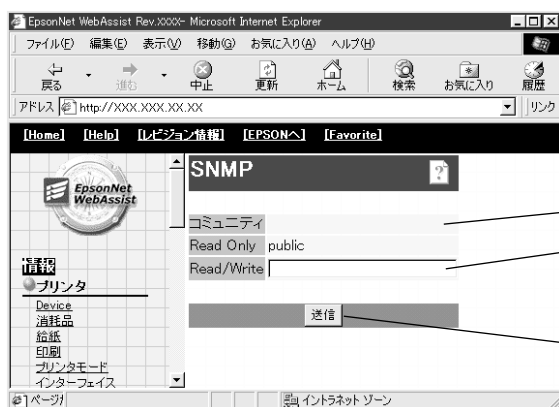 EpsonNet WebAssist Rev.XXXX- Microsoft Internet Explorer
ファイル(F) 編集(E) 表示(V) 移動(G) お気に入り(A) ヘルプ(H)
戻る 進む 中止 更新 ホーム 検索 お気に入り 履歴
アドレス http://XXX.XXX.XX.XX リンク
[Home] [Help] [レビジョン情報] [EPSONへ] [Favorite]
EpsonNet
WebAssist
情報
プリンタ
Device
消耗品
給紙
印刷
プリンタモード
インターフェイス
SNMP
?
コミュニティ
Read Only public
Read/Write
送信
ページが
イントラネット ゾーン